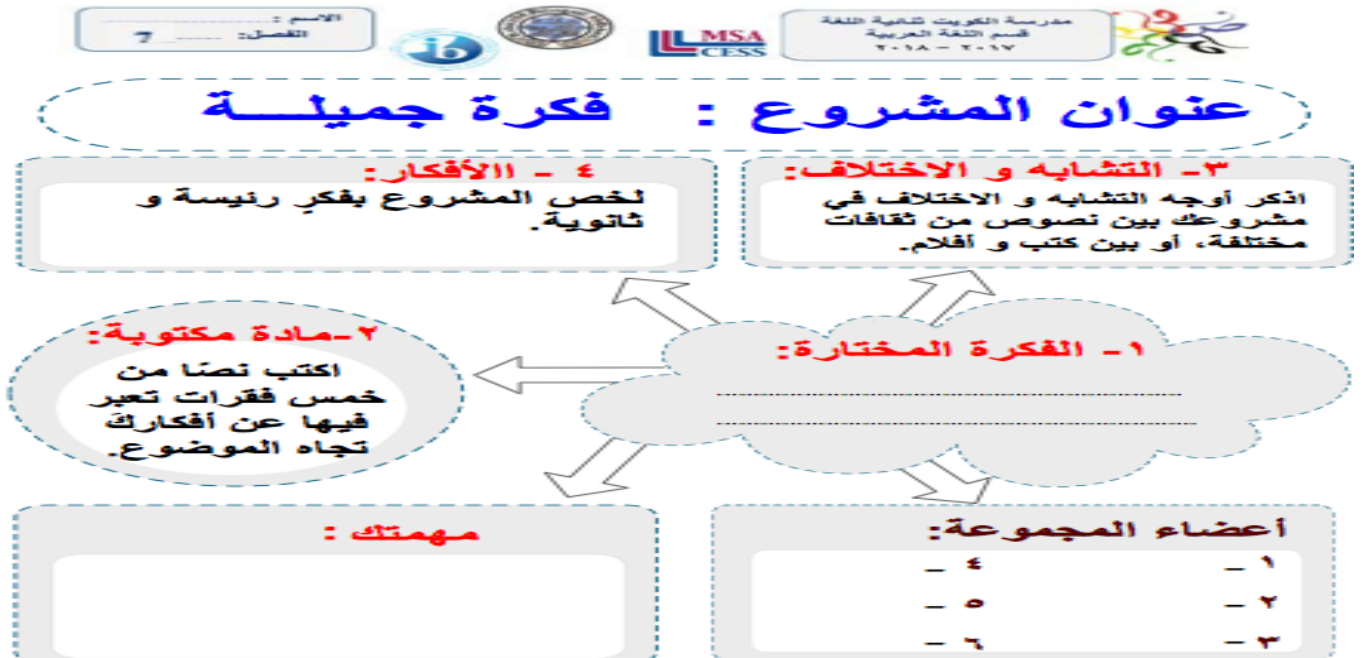 مدرسة الكويت ثنائية اللغة
قسم اللغة العربية
٢٠١٧ – ٢٠١٨
MSA
CESS
ib
الاسم : ........................
الفصل: ........ 7
عنوان المشروع : فكرة جميلـــة
٣- التشابه و الاختلاف:
اذكر أوجه التشابه و الاختلاف في
مشروعك بين نصوص من ثقافات
مختلفة، أو بين كتب و أفلام.
٤ - االأفكار:
لخص المشروع بفكرٍ رئيسة و
ثانوية.
١- الفكرة المختارة:
........................................................................
........................................................................
٢-مادة مكتوبة:
اكتب نصًا من
خمس فقرات تعبر
فيها عن أفكاركَ
تجاه الموضوع.
أعضاء المجموعة:
١ – ٤ –
٢ – ٥ –
٣ – ٦ –
مهمتك :